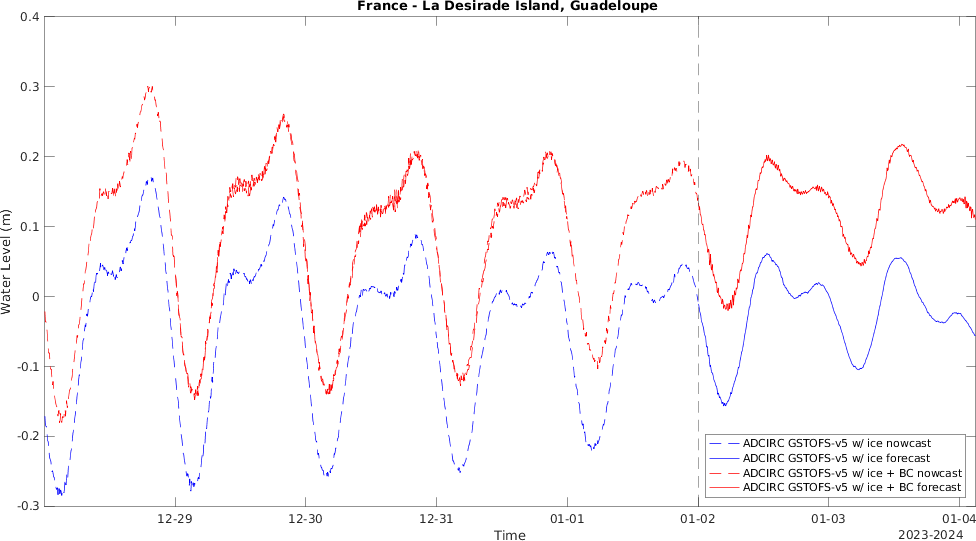 France - La Desirade Island, Guadeloupe
0.4
0.3
0.2
0.1
0
-0.1
-0.2
-0.3
Water Level (m)
12-29
12-30
12-31
01-01
01-02
01-03
01-04
Time
2023-2024
ADCIRC GSTOFS-v5 w/ ice nowcast
ADCIRC GSTOFS-v5 w/ ice forecast
ADCIRC GSTOFS-v5 w/ ice + BC nowcast
ADCIRC GSTOFS-v5 w/ ice + BC forecast